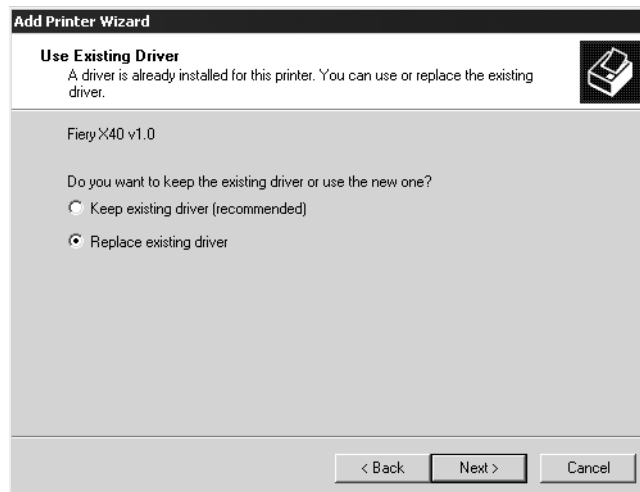 Add Printer Wizard
Use Existing Driver
A driver is already installed for this printer. You can use or replace the existing
driver.
Fiery X40 v1.0
Do you want to keep the existing driver or use the new one?
Keep existing driver (recommended)
Replace existing driver
< Back Next > Cancel